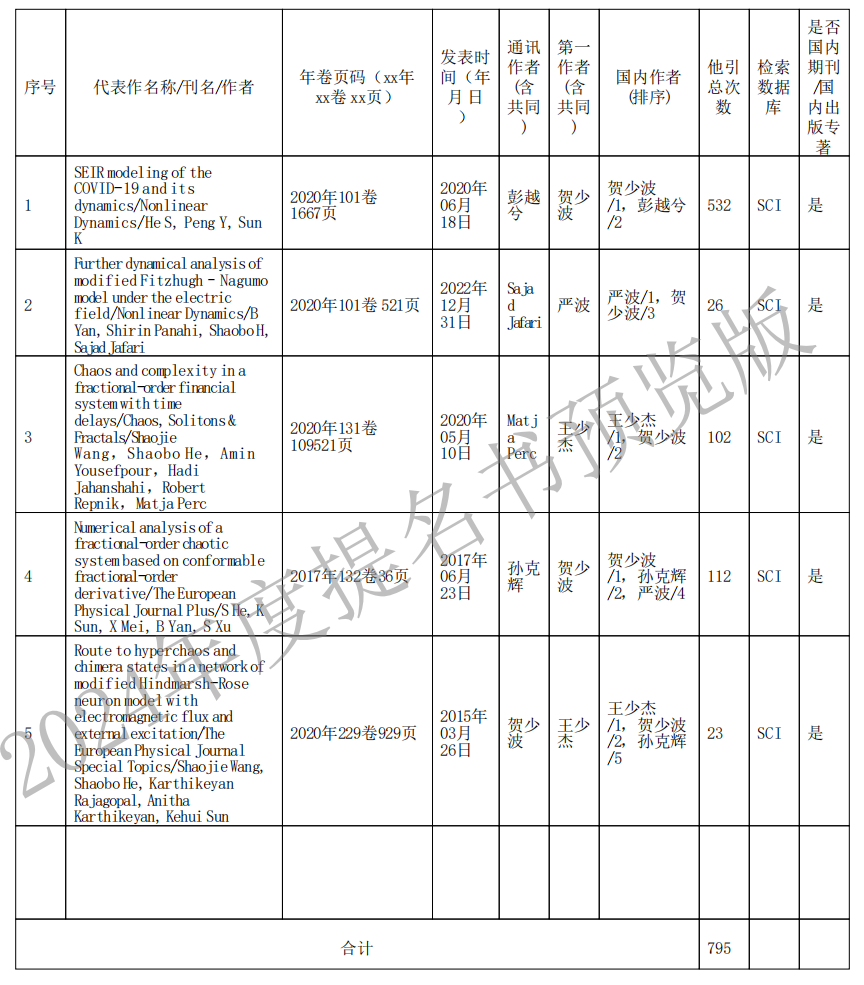 序号
代表作名称/刊名/作者
年卷页码（xx年
xx卷 xx页）
发表时
间（年
月 日
）
通讯
作者
(含
共同
)
第一
作者
(含
共同
)
国内作者
(排序)
他引
总次
数
检索
数据
库
是否
国内
期刊
/国
内出
版专
著
1
SEIR modeling of the
COVID-19 and its
dynamics/Nonlinear
Dynamics/He S, Peng Y, Sun
K
2020年101卷
1667页
2020年
06月
18日
彭越
兮
贺少
波
贺少波
/1，彭越兮
/2
532
SCI
是
2
Further dynamical analysis of
modified Fitzhugh–Nagumo
model under the electric
field/Nonlinear Dynamics/B
Yan, Shirin Panahi, Shaobo H,
Sajad Jafari
2020年101卷 521页
2022年
12月
31日
Saja
d
Jafari
严波
严波/1，贺
少波/3
26
SCI
是
3
Chaos and complexity in a
fractional-order financial
system with time
delays/Chaos, Solitons &
Fractals/Shaojie
Wang, Shaobo He, Amin
Yousefpour, Hadi
Jahanshahi, Robert
Repnik, Matja Perc
2020年131卷
109521页
2020年
05月
10日
Matj
a
Perc
王少
杰
王少杰
/1，贺少波
/2
102
SCI
是
4
Numerical analysis of a
fractional-order chaotic
system based on conformable
fractional-order
derivative/The European
Physical Journal Plus/S He, K
Sun, X Mei, B Yan, S Xu
2017年132卷36页
2017年
06月
23日
孙克
辉
贺少
波
贺少波
/1，孙克辉
/2，严波/4
112
SCI
是
5
Route to hyperchaos and
chimera states in a network of
modified Hindmarsh-Rose
neuron model with
electromagnetic flux and
external excitation/The
European Physical Journal
Special Topics/Shaojie Wang,
Shaobo He, Karthikeyan
Rajagopal, Anitha
Karthikeyan, Kehui Sun
2020年229卷929页
2015年
03月
26日
贺少
波
王少
杰
王少杰
/1，贺少波
/2，孙克辉
/5
23
SCI
是
合计
795
2024年度提名书预览版